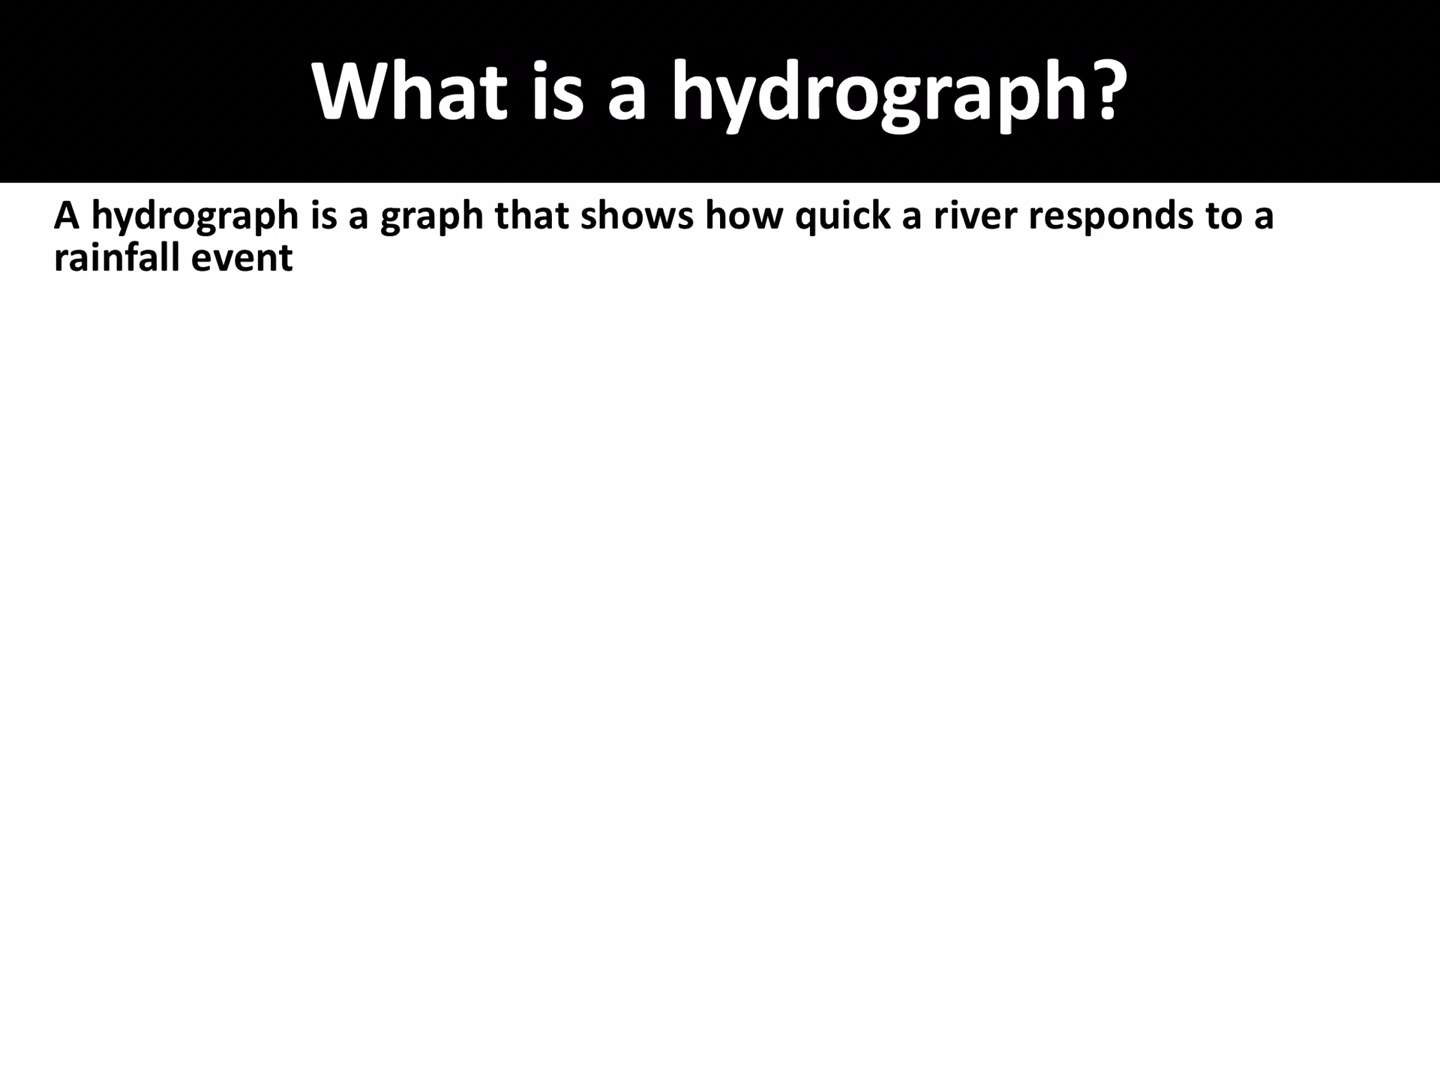 What is a hydrograph?
A hydrograph is a graph that shows how quick a river responds to a
rainfall event